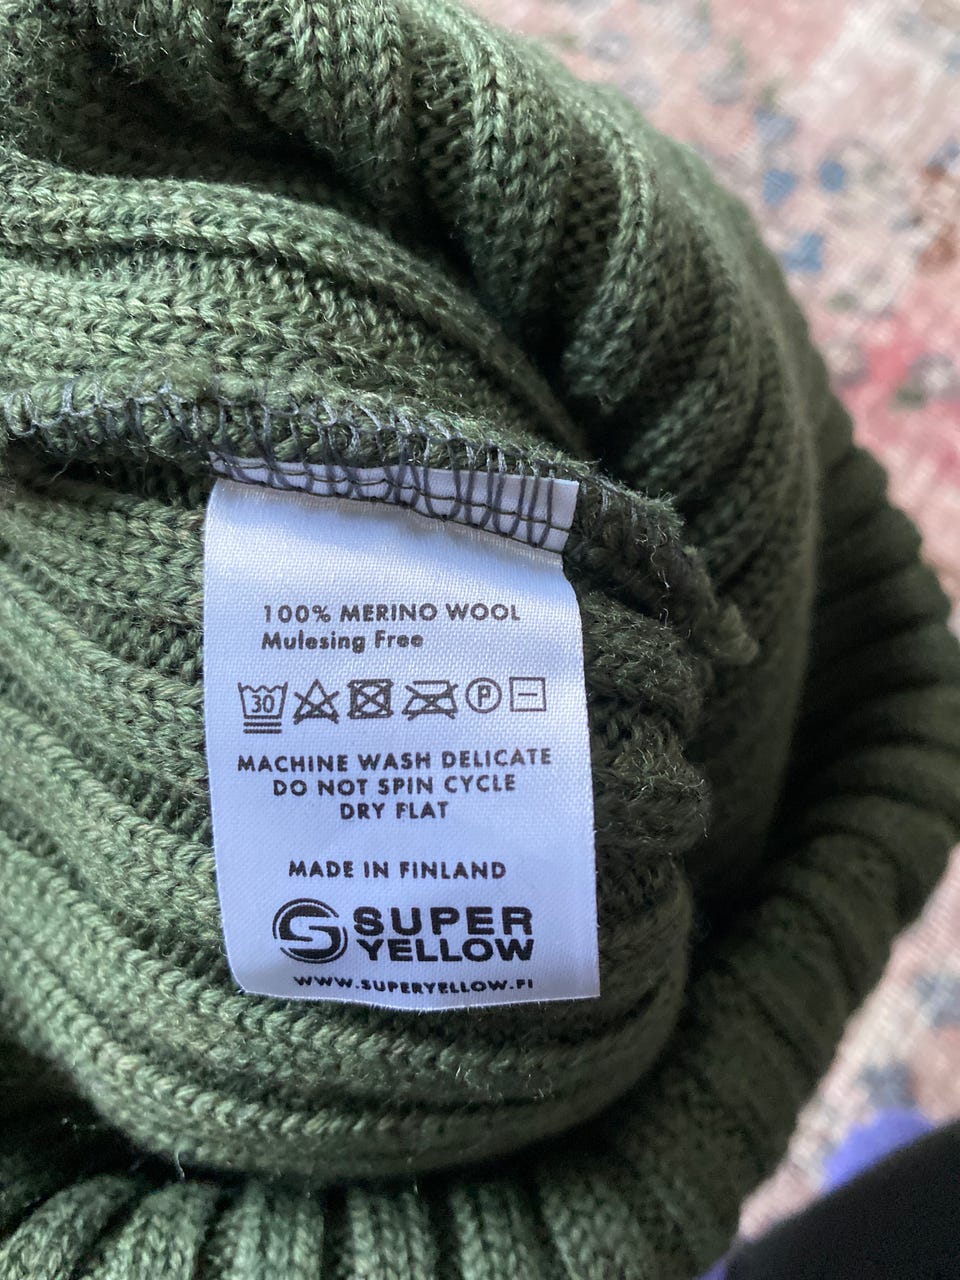 100% MERINO WOOL
Mulesing Free
30 P
MACHINE WASH DELICATE
DO NOT SPIN CYCLE
DRY FLAT
MADE IN FINLAND
SUPER
YELLOW
WWW.SUPERYELLOW.FI